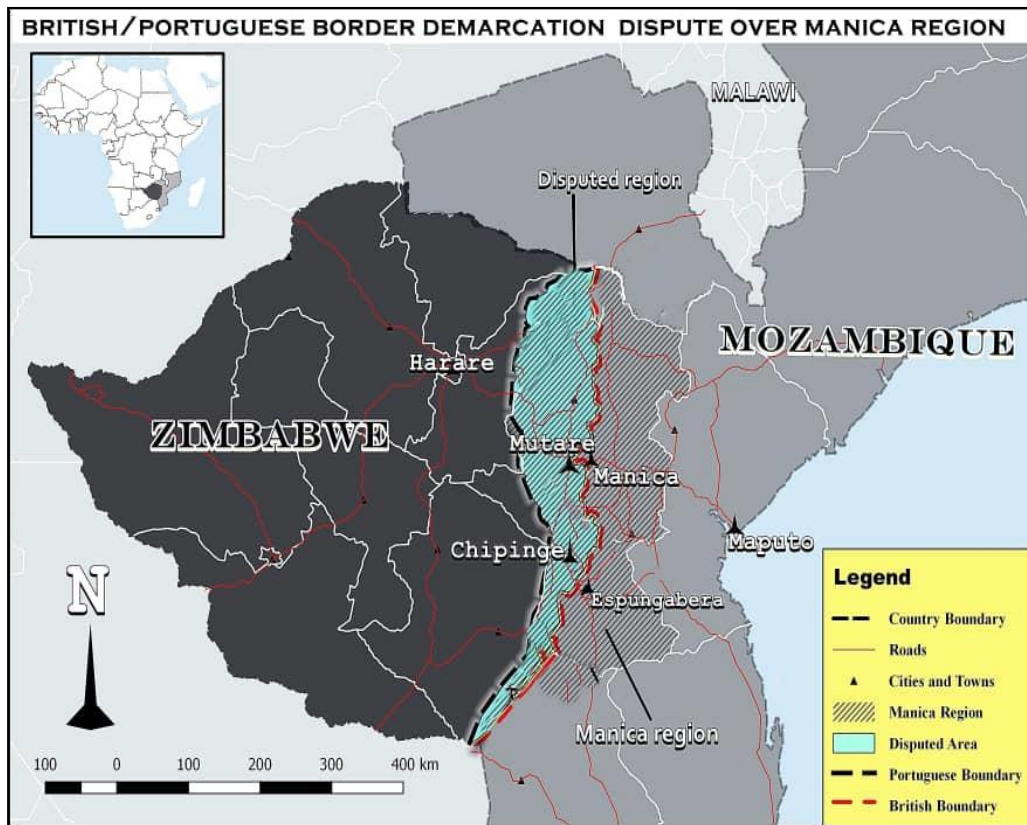 BRITISH/PORTUGUESE BORDER DEMARCATION DISPUTE OVER MANICA REGION
MALAWI
Disputed region
MOZAMBIQUE
Harare
ZIMBABWE
Mutare
Manica
Chipinge
Maputo
Espungabera
Manica region
N
100 0 100 200 300 400 km
Legend
Country Boundary
Roads
Cities and Towns
Manica Region
Disputed Area
Portuguese Boundary
British Boundary